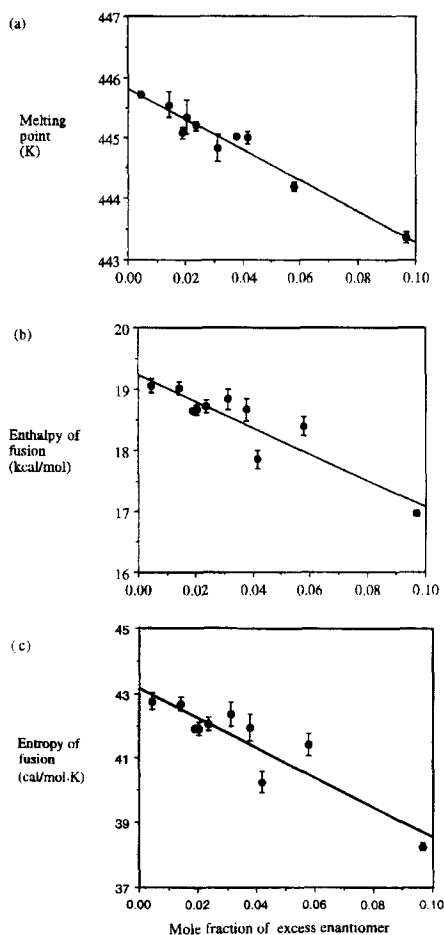 (a)
447
446
445
444
443
Melting
point
(K)
0.00 0.02 0.04 0.06 0.08 0.10
(b)
20
19
18
17
16
Enthalpy of
fusion
(kcal/mol)
0.00 0.02 0.04 0.06 0.08 0.10
(c)
45
43
41
39
37
Entropy of
fusion
(cal/mol·K)
0.00 0.02 0.04 0.06 0.08 0.10
Mole fraction of excess enantiomer